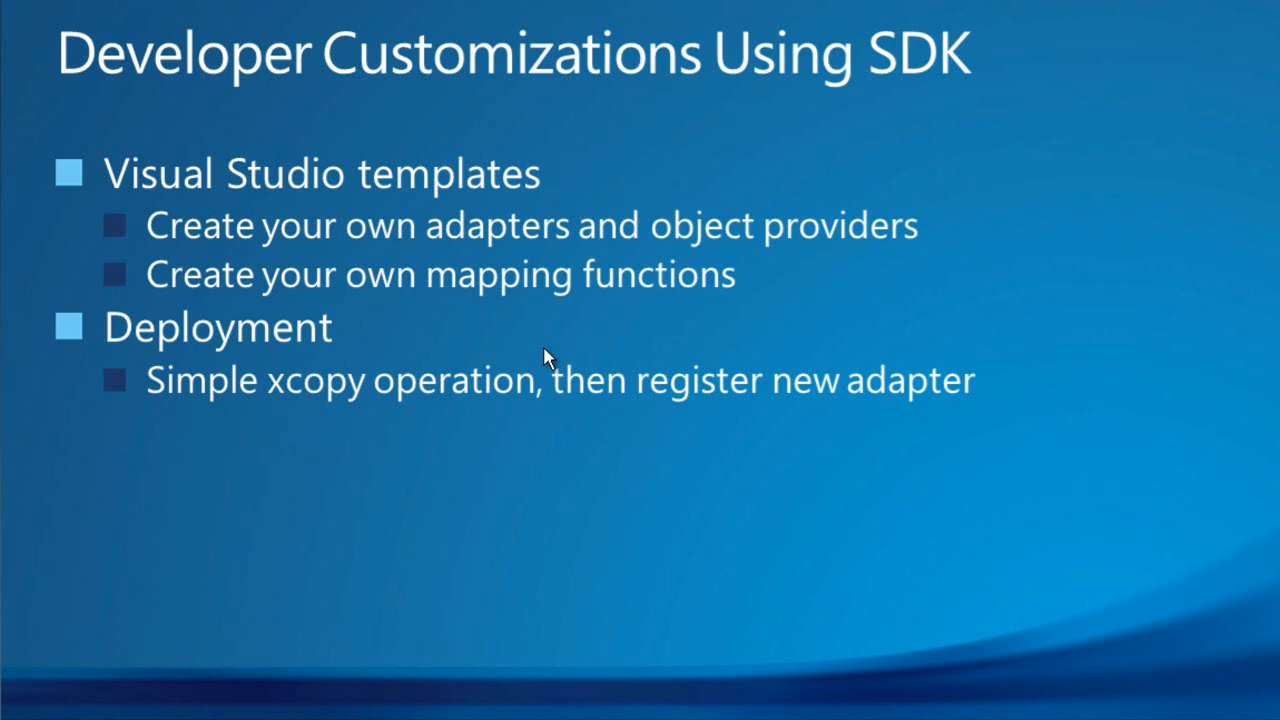 Developer Customizations Using SDK
Visual Studio templates
Create your own adapters and object providers
Create your own mapping functions
Deployment
Simple xcopy operation, then register new adapter